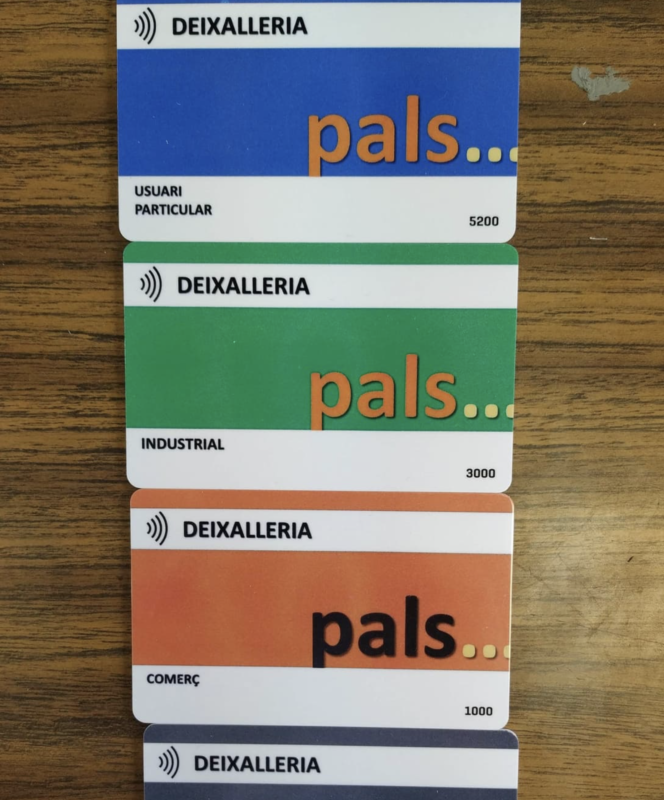 DEIXALLERIA
pals...
USUARI
PARTICULAR
5200
DEIXALLERIA
pals...
INDUSTRIAL
3000
DEIXALLERIA
pals...
COMERÇ
1000
DEIXALLERIA